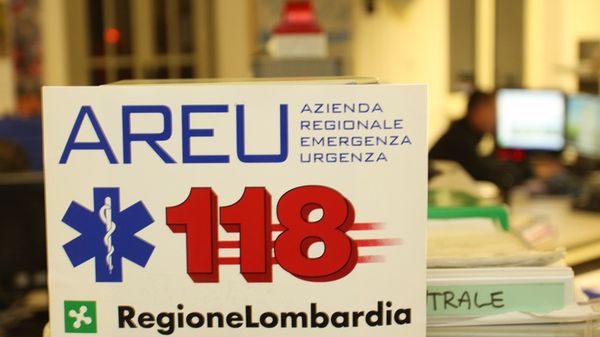 AREU
AZIENDA
REGIONALE
EMERGENZA
URGENZA
118
RegioneLombardia
TRALE